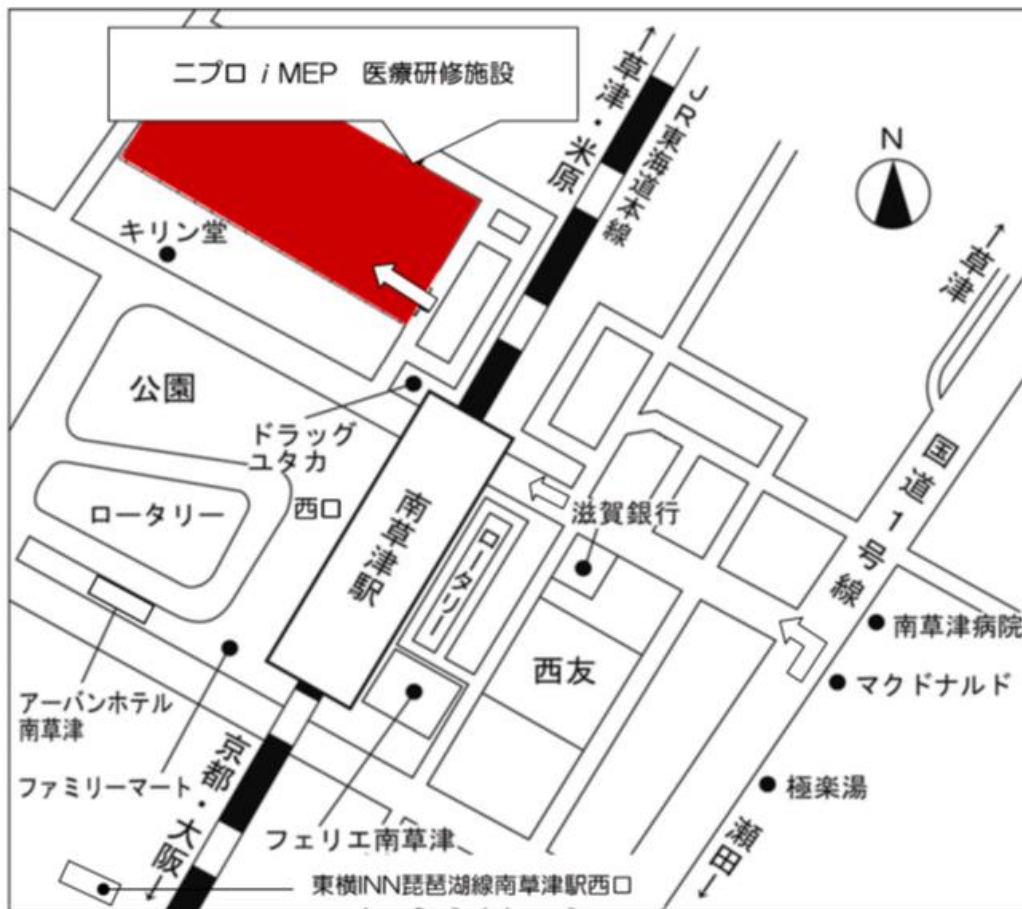 ニプロ i MEP 医療研修施設
←草津・米原
JR東海道本線
N
←草津
キリン堂
公園
ドラッグ
ユタカ
西口
ロータリー
南草津駅
ロータリー
滋賀銀行
国道1号線
南草津病院
マクドナルド
西友
極楽湯
瀬田→
アーバンホテル
南草津
ファミリーマート
京都・大阪→
フェリエ南草津
東横INN琵琶湖線南草津駅西口